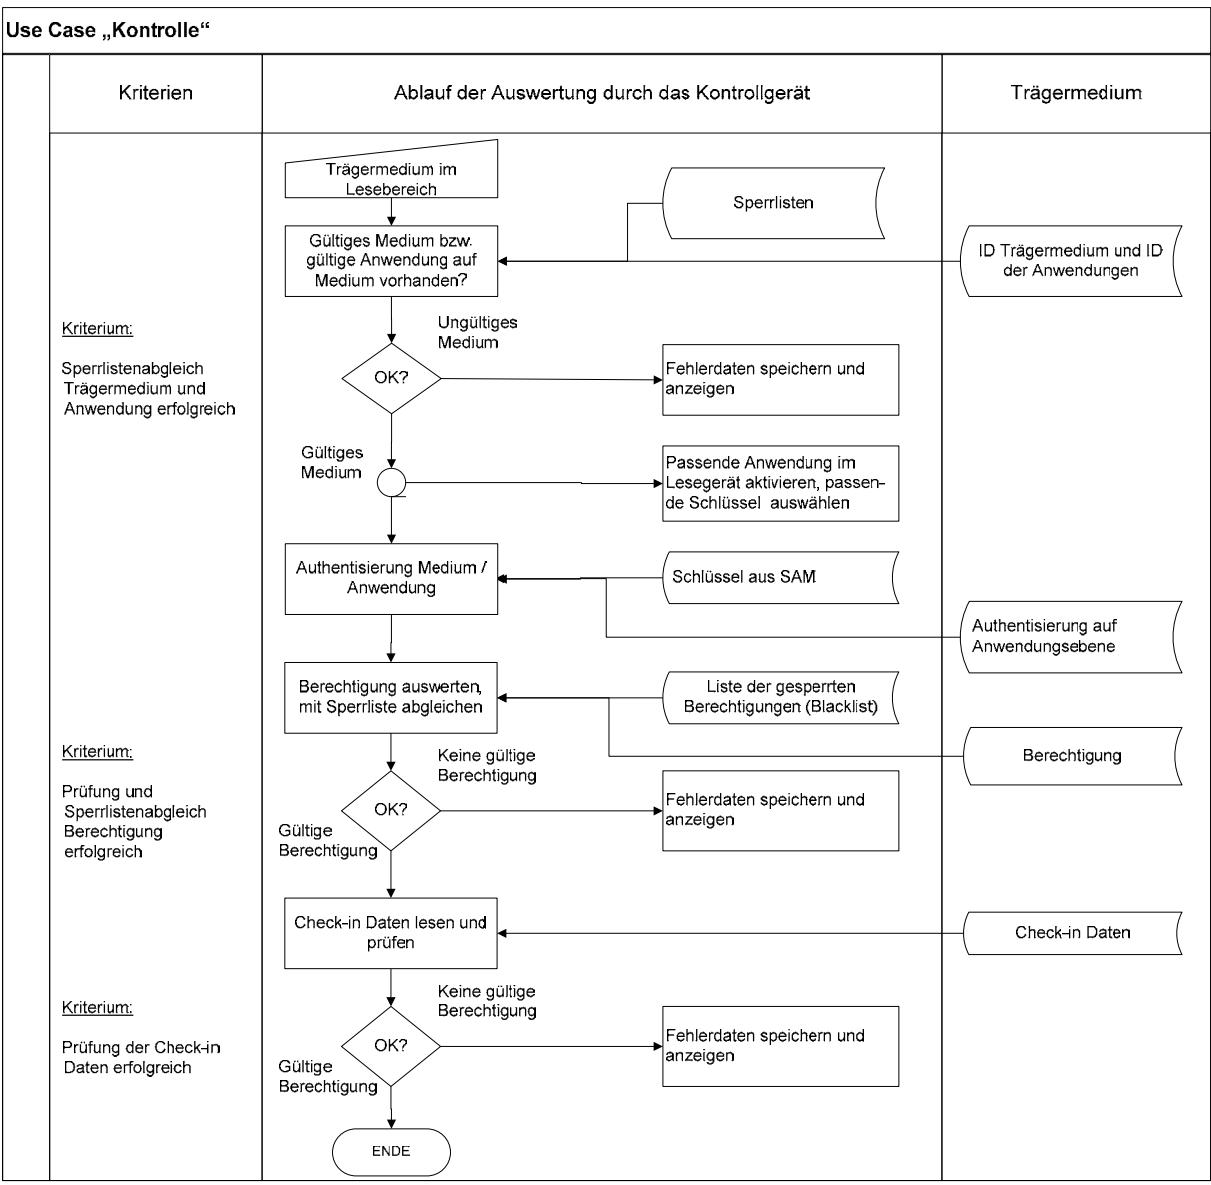 Use Case „Kontrolle“
Kriterien
Ablauf der Auswertung durch das Kontrollgerät
Trägermedium
Trägermedium im
Lesebereich
Sperrlisten
Gültiges Medium bzw.
gültige Anwendung auf
Medium vorhanden?
ID Trägermedium und ID
der Anwendungen
Kriterium:
Sperrlistenabgleich
Trägermedium und
Anwendung erfolgreich
Ungültiges
Medium
OK?
Fehlerdaten speichern und
anzeigen
Gültiges
Medium
Passende Anwendung im
Lesegerät aktivieren, passen-
de Schlüssel auswählen
Authentisierung Medium /
Anwendung
Schlüssel aus SAM
Authentisierung auf
Anwendungsebene
Berechtigung auswerten,
mit Sperrliste abgleichen
Liste der gesperrten
Berechtigungen (Blacklist)
Berechtigung
Kriterium:
Prüfung und
Sperrlistenabgleich
Berechtigung
erfolgreich
Keine gültige
Berechtigung
OK?
Fehlerdaten speichern und
anzeigen
Gültige
Berechtigung
Check-in Daten lesen und
prüfen
Check-in Daten
Kriterium:
Prüfung der Check-in
Daten erfolgreich
Keine gültige
Berechtigung
OK?
Fehlerdaten speichern und
anzeigen
Gültige
Berechtigung
ENDE